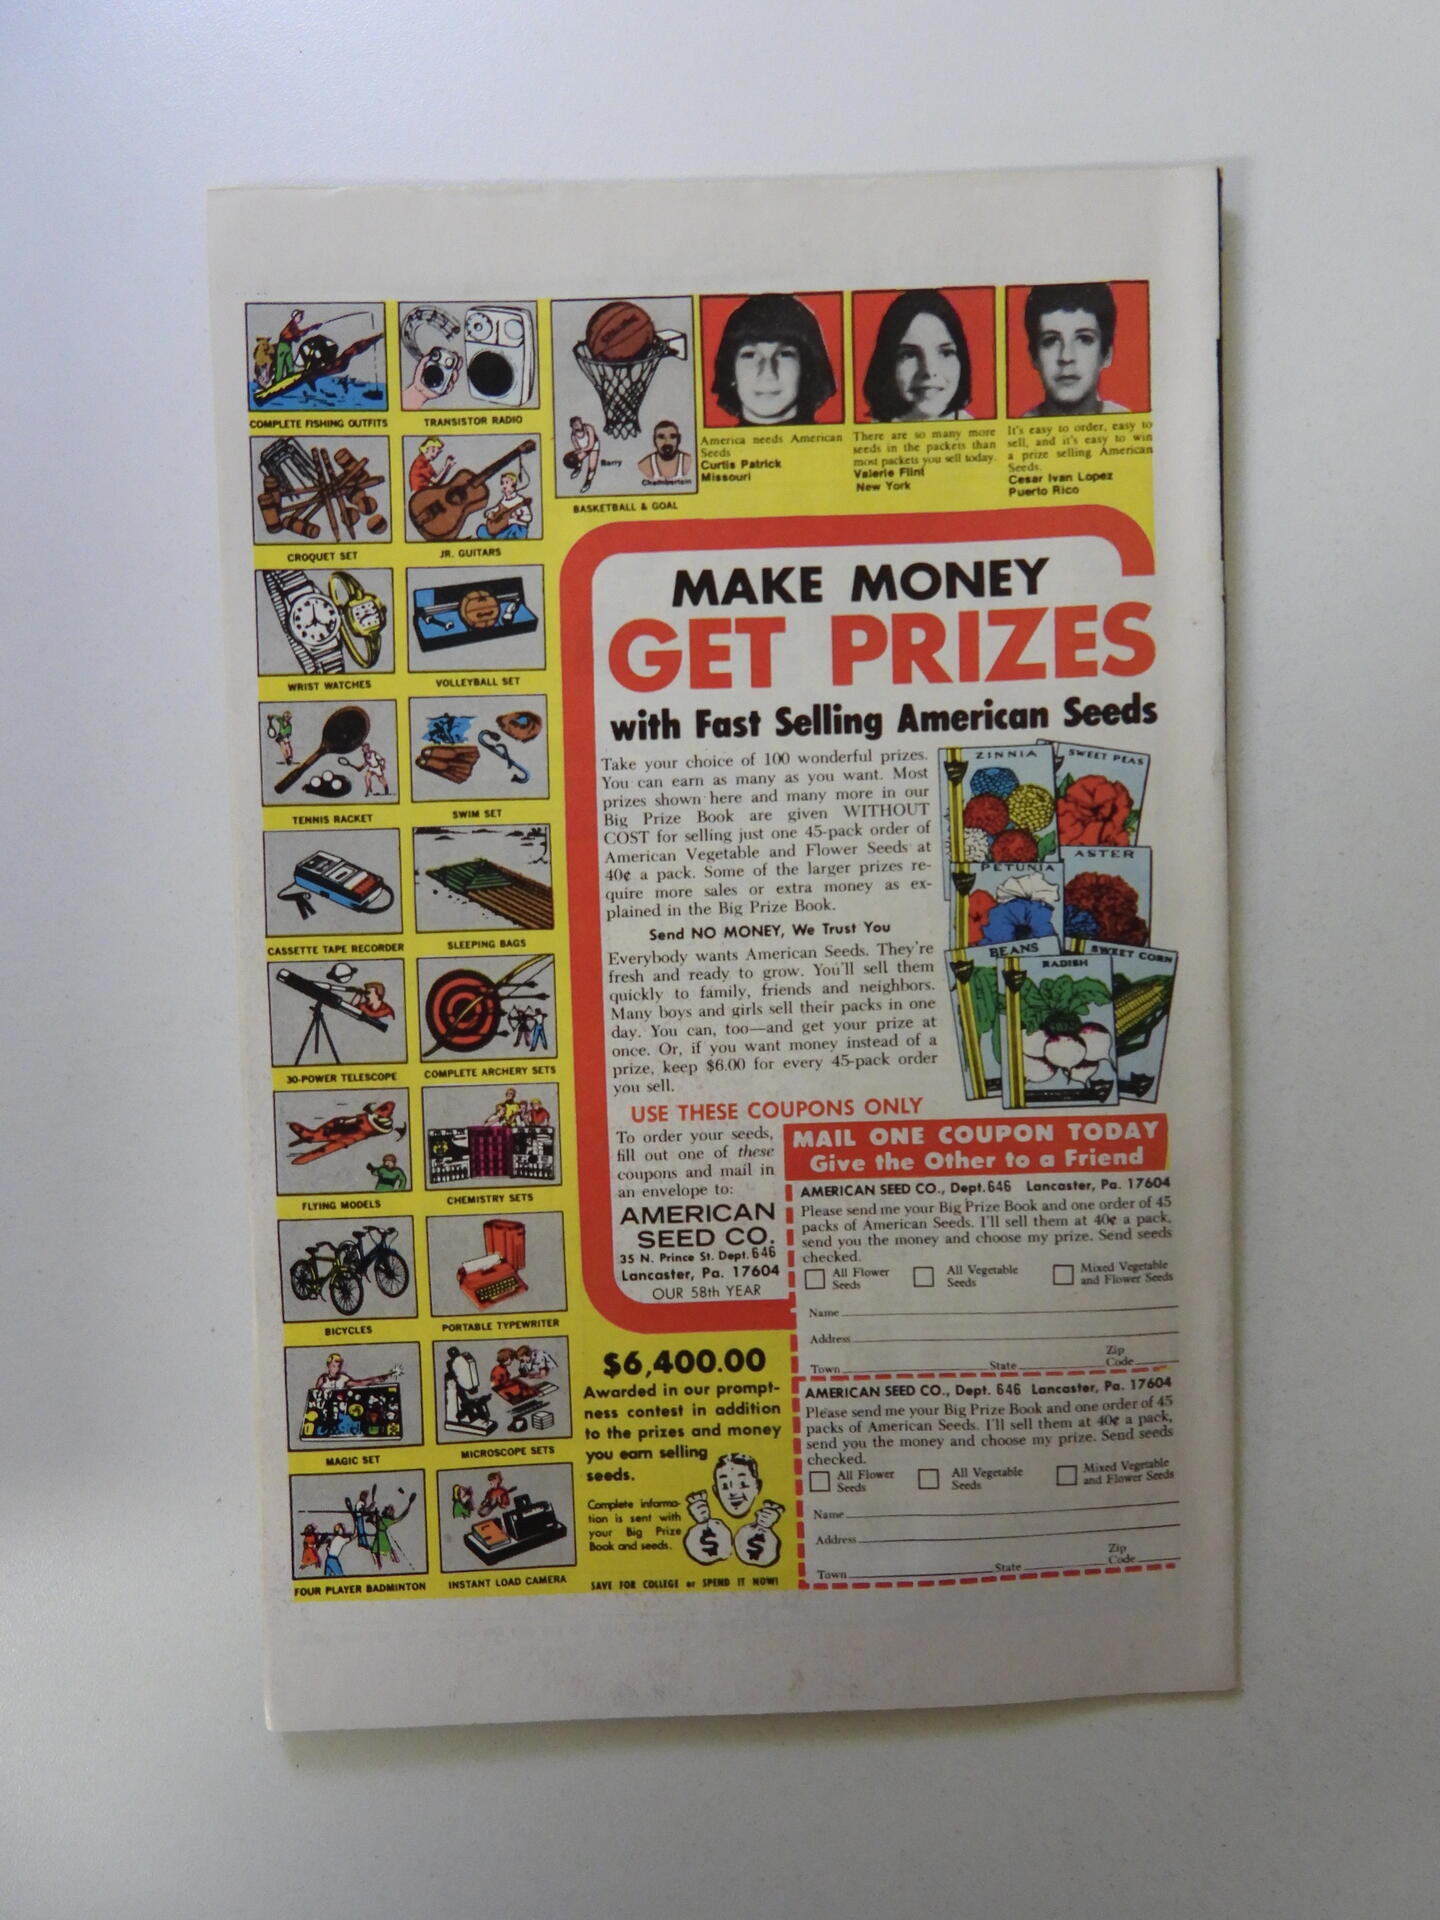 COMPLETE FISHING OUTFITS
TRANSISTOR RADIO
CROQUET SET
JR. GUITARS
WRIST WATCHES
VOLLEYBALL SET
TENNIS RACKET
SWIM SET
CASSETTE TAPE RECORDER
SLEEPING BAGS
30-POWER TELESCOPE
COMPLETE ARCHERY SETS
FLYING MODELS
CHEMISTRY SETS
BICYCLES
PORTABLE TYPEWRITER
MAGIC SET
MICROSCOPE SETS
FOUR PLAYER BADMINTON
INSTANT LOAD CAMERA
Barry
Chamberlain
BASKETBALL & GOAL
America needs American
Seeds
Curtis Patrick
Missouri
There are so many more
seeds in the packets than
most packets you sell today.
Valerie Flint
New York
It's easy to order, easy to
sell, and it's easy to win
a prize selling American
Seeds.
Cesar Ivan Lopez
Puerto Rico
MAKE MONEY
GET PRIZES
with Fast Selling American Seeds
Take your choice of 100 wonderful prizes.
You can earn as many as you want. Most
prizes shown here and many more in our
Big Prize Book are given WITHOUT
COST for selling just one 45-pack order of
American Vegetable and Flower Seeds at
40¢ a pack. Some of the larger prizes re-
quire more sales or extra money as ex-
plained in the Big Prize Book.
Send NO MONEY, We Trust You
Everybody wants American Seeds. They're
fresh and ready to grow. You'll sell them
quickly to family, friends and neighbors.
Many boys and girls sell their packs in one
day. You can, too—and get your prize at
once. Or, if you want money instead of a
prize, keep $6.00 for every 45-pack order
you sell.
ZINNIA
SWEET PEAS
PETUNIA
ASTER
BEANS
RADISH
SWEET CORN
USE THESE COUPONS ONLY
To order your seeds,
fill out one of these
coupons and mail in
an envelope to:
AMERICAN
SEED CO.
35 N. Prince St. Dept. 646
Lancaster, Pa. 17604
OUR 58th YEAR
MAIL ONE COUPON TODAY
Give the Other to a Friend
AMERICAN SEED CO., Dept. 646 Lancaster, Pa. 17604
Please send me your Big Prize Book and one order of 45
packs of American Seeds. I'll sell them at 40¢ a pack,
send you the money and choose my prize. Send seeds
checked.
All Flower Seeds
All Vegetable Seeds
Mixed Vegetable and Flower Seeds
Name
Address
Town State Zip Code
AMERICAN SEED CO., Dept. 646 Lancaster, Pa. 17604
Please send me your Big Prize Book and one order of 45
packs of American Seeds. I'll sell them at 40¢ a pack,
send you the money and choose my prize. Send seeds
checked.
All Flower Seeds
All Vegetable Seeds
Mixed Vegetable and Flower Seeds
Name
Address
Town State Zip Code
$6,400.00
Awarded in our prompt-
ness contest in addition
to the prizes and money
you earn selling
seeds.
Complete informa-
tion is sent with
your Big Prize
Book and seeds.
$ $
SAVE FOR COLLEGE or SPEND IT NOW!